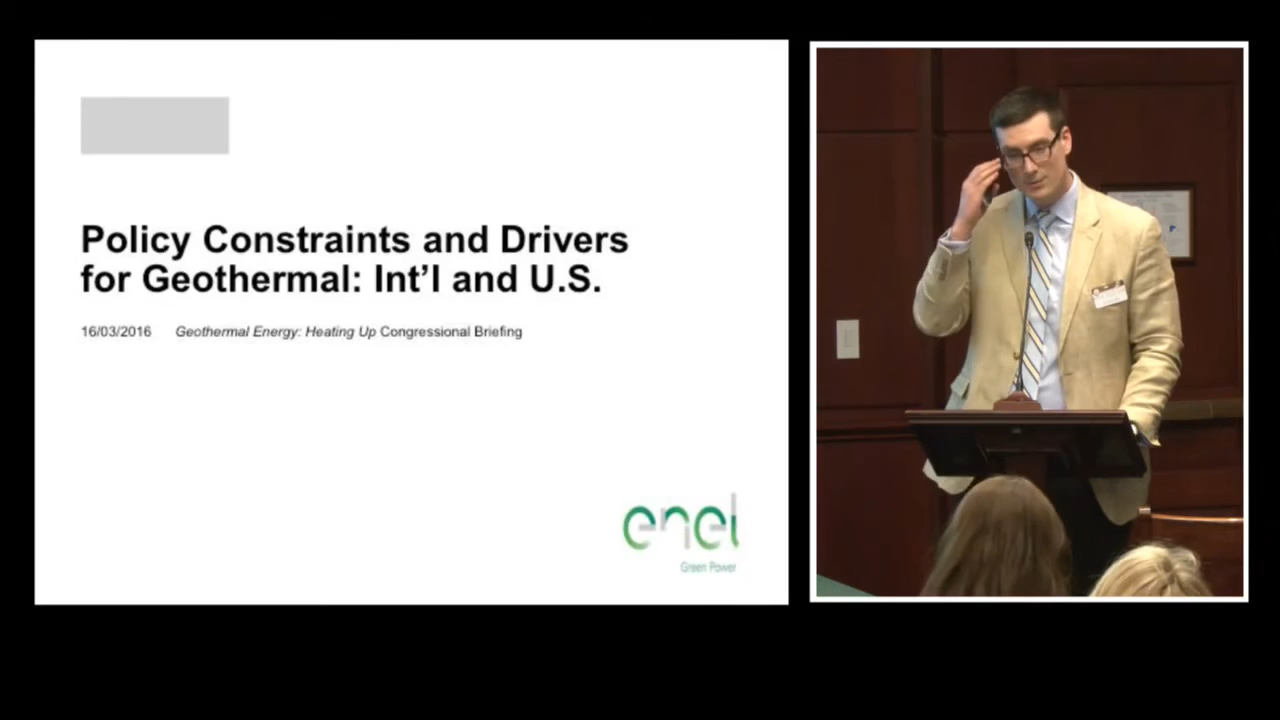 Policy Constraints and Drivers
for Geothermal: Int'l and U.S.
16/03/2016 Geothermal Energy: Heating Up Congressional Briefing
enel
Green Power